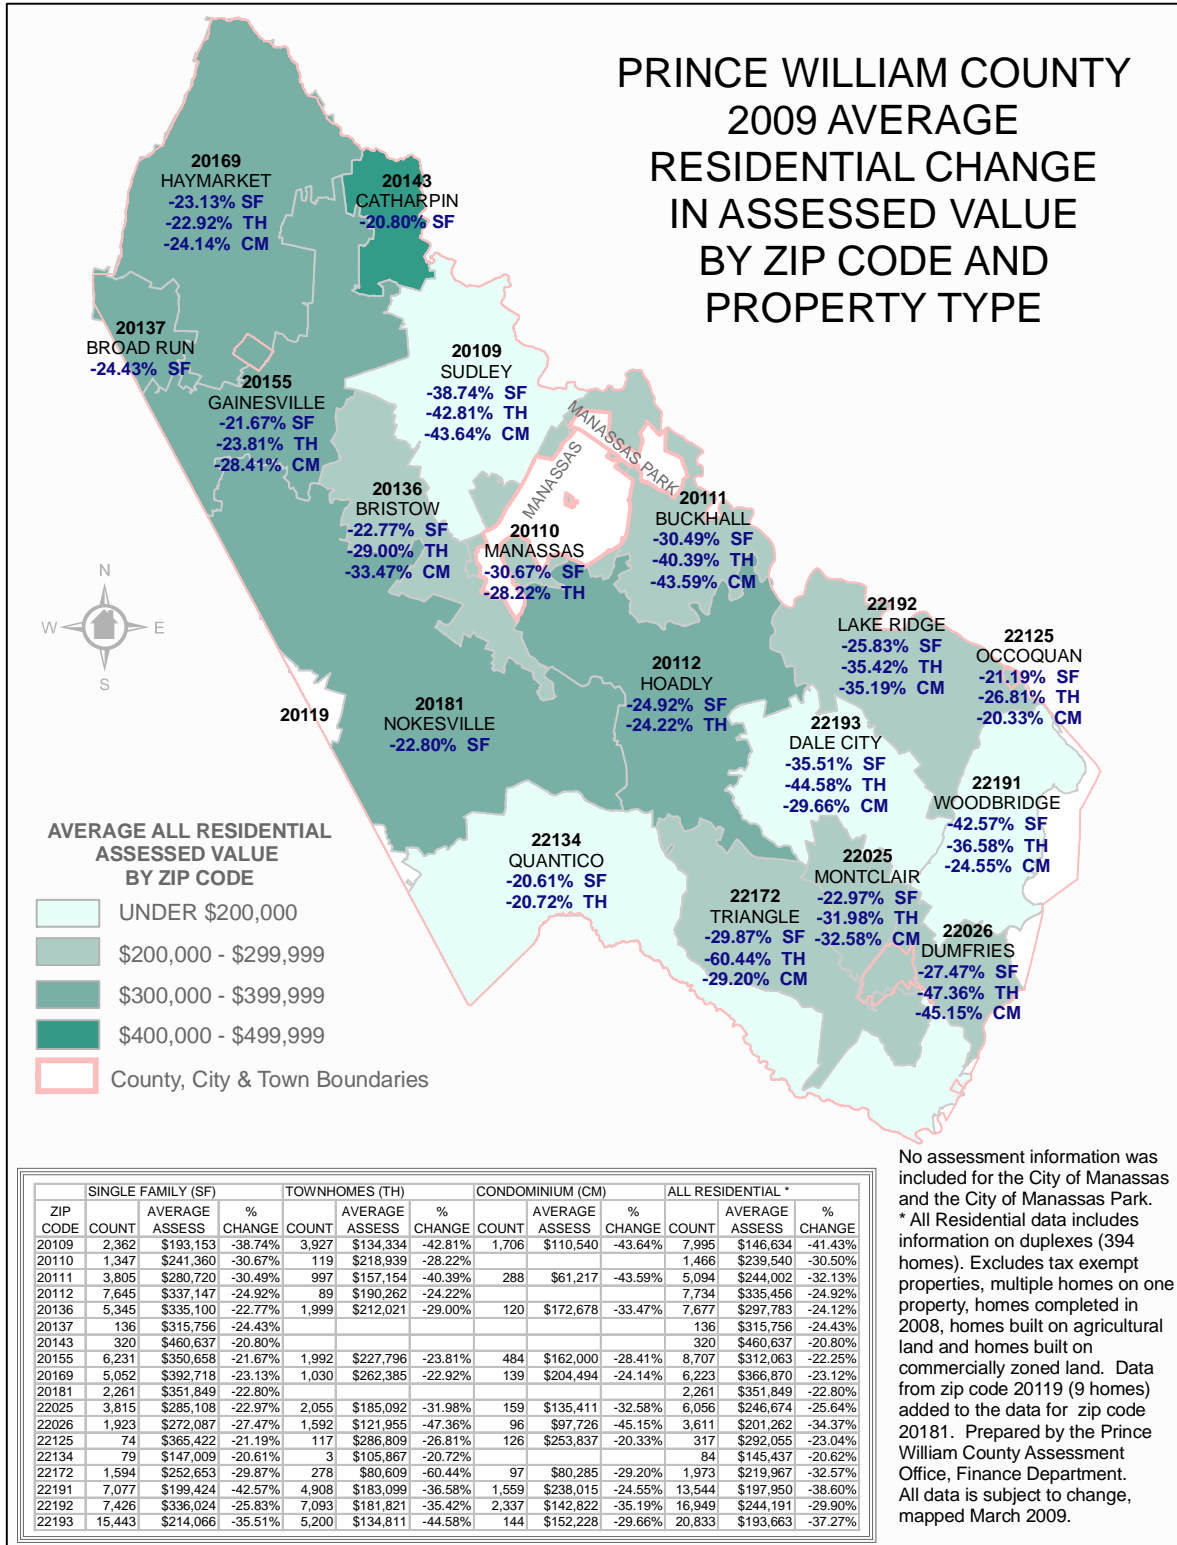 PRINCE WILLIAM COUNTY
2009 AVERAGE
RESIDENTIAL CHANGE
IN ASSESSED VALUE
BY ZIP CODE AND
PROPERTY TYPE
20169
HAYMARKET
-23.13% SF
-22.92% TH
-24.14% CM
20143
CATHARPIN
-20.80% SF
20137
BROAD RUN
-24.43% SF
20109
SUDLEY
-38.74% SF
-42.81% TH
-43.64% CM
20155
GAINESVILLE
-21.67% SF
-23.81% TH
-28.41% CM
MANASSAS PARK
MANASSAS
20136
BRISTOW
-22.77% SF
-29.00% TH
-33.47% CM
20110
MANASSAS
-30.67% SF
-28.22% TH
20111
BUCKHALL
-30.49% SF
-40.39% TH
-43.59% CM
N
W
E
S
22192
LAKE RIDGE
-25.83% SF
-35.42% TH
-35.19% CM
22125
OCCOQUAN
-21.19% SF
-26.81% TH
-20.33% CM
20112
HOADLY
-24.92% SF
-24.22% TH
20119
20181
NOKESVILLE
-22.80% SF
22193
DALE CITY
-35.51% SF
-44.58% TH
-29.66% CM
22191
WOODBRIDGE
-42.57% SF
-36.58% TH
-24.55% CM
22134
QUANTICO
-20.61% SF
-20.72% TH
22025
MONTCLAIR
-22.97% SF
-31.98% TH
-32.58% CM
22172
TRIANGLE
-29.87% SF
-60.44% TH
-29.20% CM
22026
DUMFRIES
-27.47% SF
-47.36% TH
-45.15% CM
AVERAGE ALL RESIDENTIAL
ASSESSED VALUE
BY ZIP CODE
UNDER $200,000
$200,000 - $299,999
$300,000 - $399,999
$400,000 - $499,999
County, City & Town Boundaries
SINGLE FAMILY (SF) TOWNHOMES (TH) CONDOMINIUM (CM) ALL RESIDENTIAL *
ZIP AVERAGE % AVERAGE % AVERAGE % AVERAGE %
CODE COUNT ASSESS CHANGE COUNT ASSESS CHANGE COUNT ASSESS CHANGE COUNT ASSESS CHANGE
20109 2,362 $193,153 -38.74% 3,927 $134,334 -42.81% 1,706 $110,540 -43.64% 7,995 $146,634 -41.43%
20110 1,347 $241,360 -30.67% 119 $218,939 -28.22% 1,466 $239,540 -30.50%
20111 3,805 $280,720 -30.49% 997 $157,154 -40.39% 288 $61,217 -43.59% 5,094 $244,002 -32.13%
20112 7,645 $337,147 -24.92% 89 $190,262 -24.22% 7,734 $335,456 -24.92%
20136 5,345 $335,100 -22.77% 1,999 $212,021 -29.00% 120 $172,678 -33.47% 7,677 $297,783 -24.12%
20137 136 $315,756 -24.43% 136 $315,756 -24.43%
20143 320 $460,637 -20.80% 320 $460,637 -20.80%
20155 6,231 $350,658 -21.67% 1,992 $227,796 -23.81% 484 $162,000 -28.41% 8,707 $312,063 -22.25%
20169 5,052 $392,718 -23.13% 1,030 $262,385 -22.92% 139 $204,494 -24.14% 6,223 $366,870 -23.12%
20181 2,261 $351,849 -22.80% 2,261 $351,849 -22.80%
22025 3,815 $285,108 -22.97% 2,055 $185,092 -31.98% 159 $135,411 -32.58% 6,056 $246,674 -25.64%
22026 1,923 $272,087 -27.47% 1,592 $121,955 -47.36% 96 $97,726 -45.15% 3,611 $201,262 -34.37%
22125 74 $365,422 -21.19% 117 $286,809 -26.81% 126 $253,837 -20.33% 317 $292,055 -23.04%
22134 79 $147,009 -20.61% 3 $105,867 -20.72% 84 $145,437 -20.62%
22172 1,594 $252,653 -29.87% 278 $80,609 -60.44% 97 $80,285 -29.20% 1,973 $219,967 -32.57%
22191 7,077 $199,424 -42.57% 4,908 $183,099 -36.58% 1,559 $238,015 -24.55% 13,544 $197,950 -38.60%
22192 7,426 $336,024 -25.83% 7,093 $181,821 -35.42% 2,337 $142,822 -35.19% 16,949 $244,191 -29.90%
22193 15,443 $214,066 -35.51% 5,200 $134,811 -44.58% 144 $152,228 -29.66% 20,833 $193,663 -37.27%
No assessment information was
included for the City of Manassas
and the City of Manassas Park.
* All Residential data includes
information on duplexes (394
homes). Excludes tax exempt
properties, multiple homes on one
property, homes completed in
2008, homes built on agricultural
land and homes built on
commercially zoned land. Data
from zip code 20119 (9 homes)
added to the data for zip code
20181. Prepared by the Prince
William County Assessment
Office, Finance Department.
All data is subject to change,
mapped March 2009.